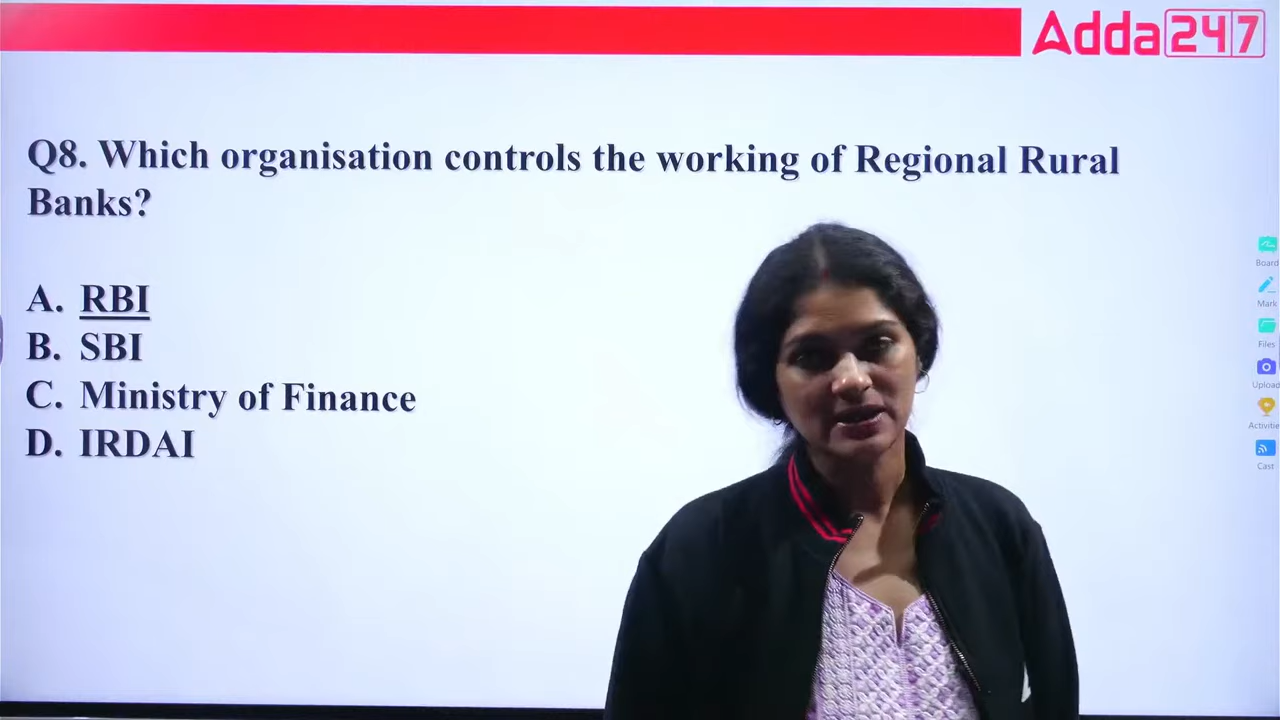 Adda247
Q8. Which organisation controls the working of Regional Rural
Banks?
A. RBI
B. SBI
C. Ministry of Finance
D. IRDAI
Board
Mark
Files
Upload
Activitie
Cast